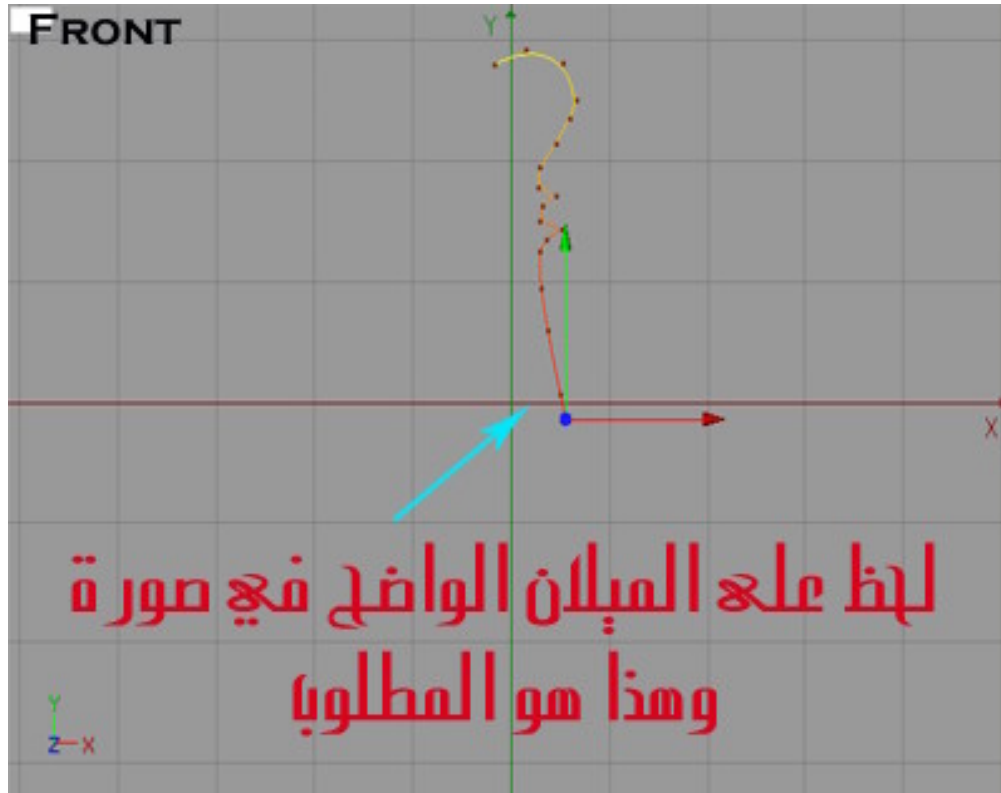 FRONT
Y
X
لحظ على الميلان الواضح في صورة
وهذا هو المطلوب
Y
Z X